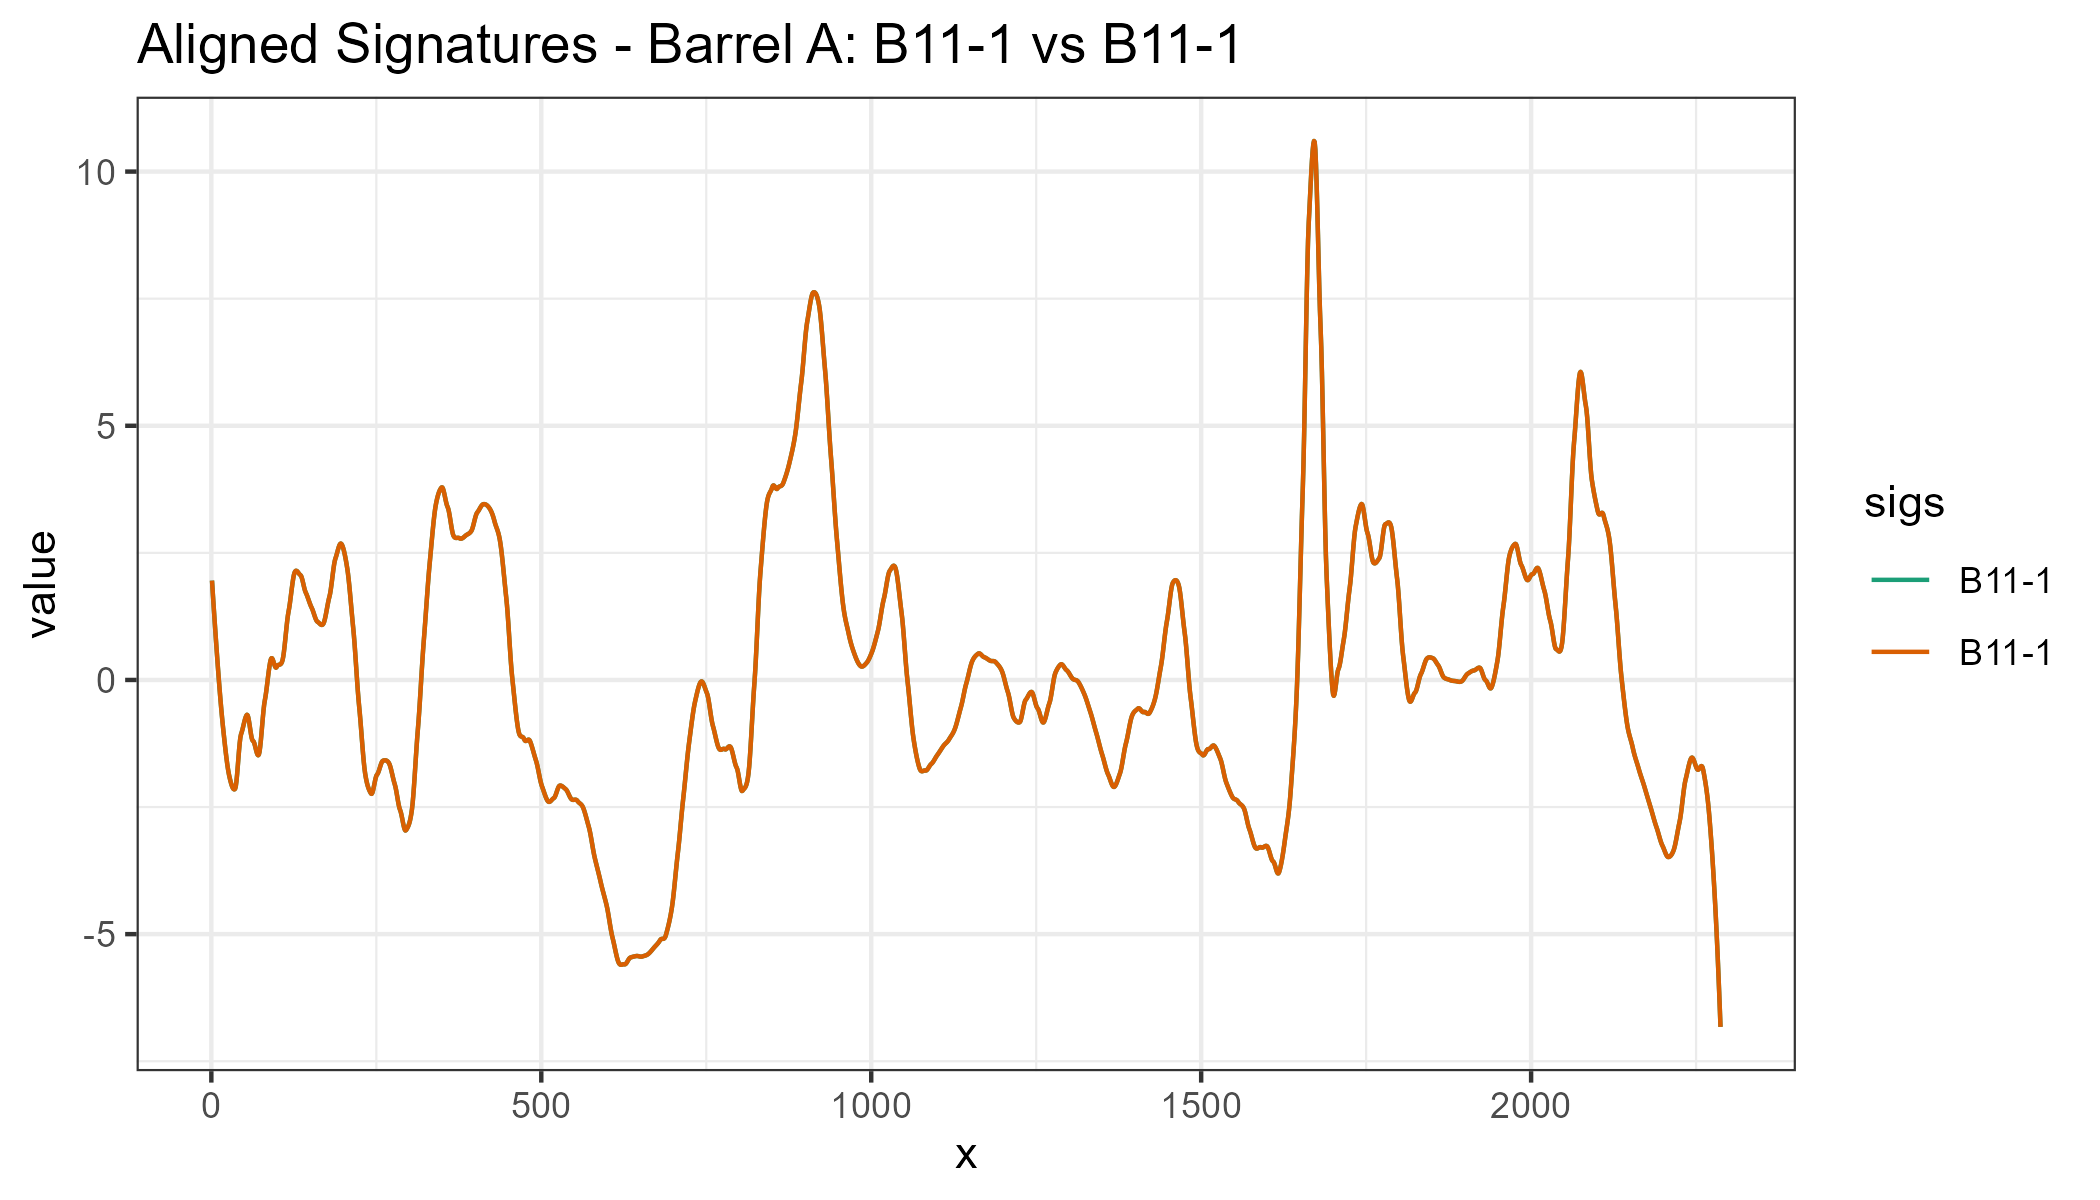 Aligned Signatures - Barrel A: B11-1 vs B11-1
10
5
0
-5
value
0 500 1000 1500 2000
x
sigs
B11-1
B11-1